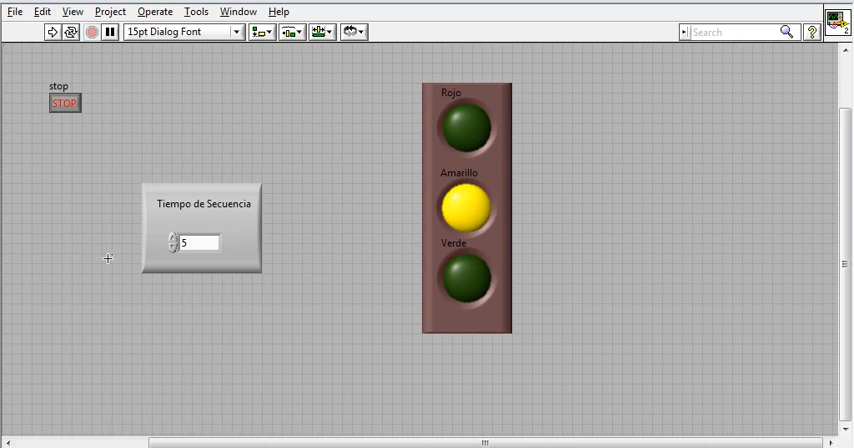 File Edit View Project Operate Tools Window Help
15pt Dialog Font
Search
?
2
stop
STOP
Rojo
Tiempo de Secuencia
5
Amarillo
Verde